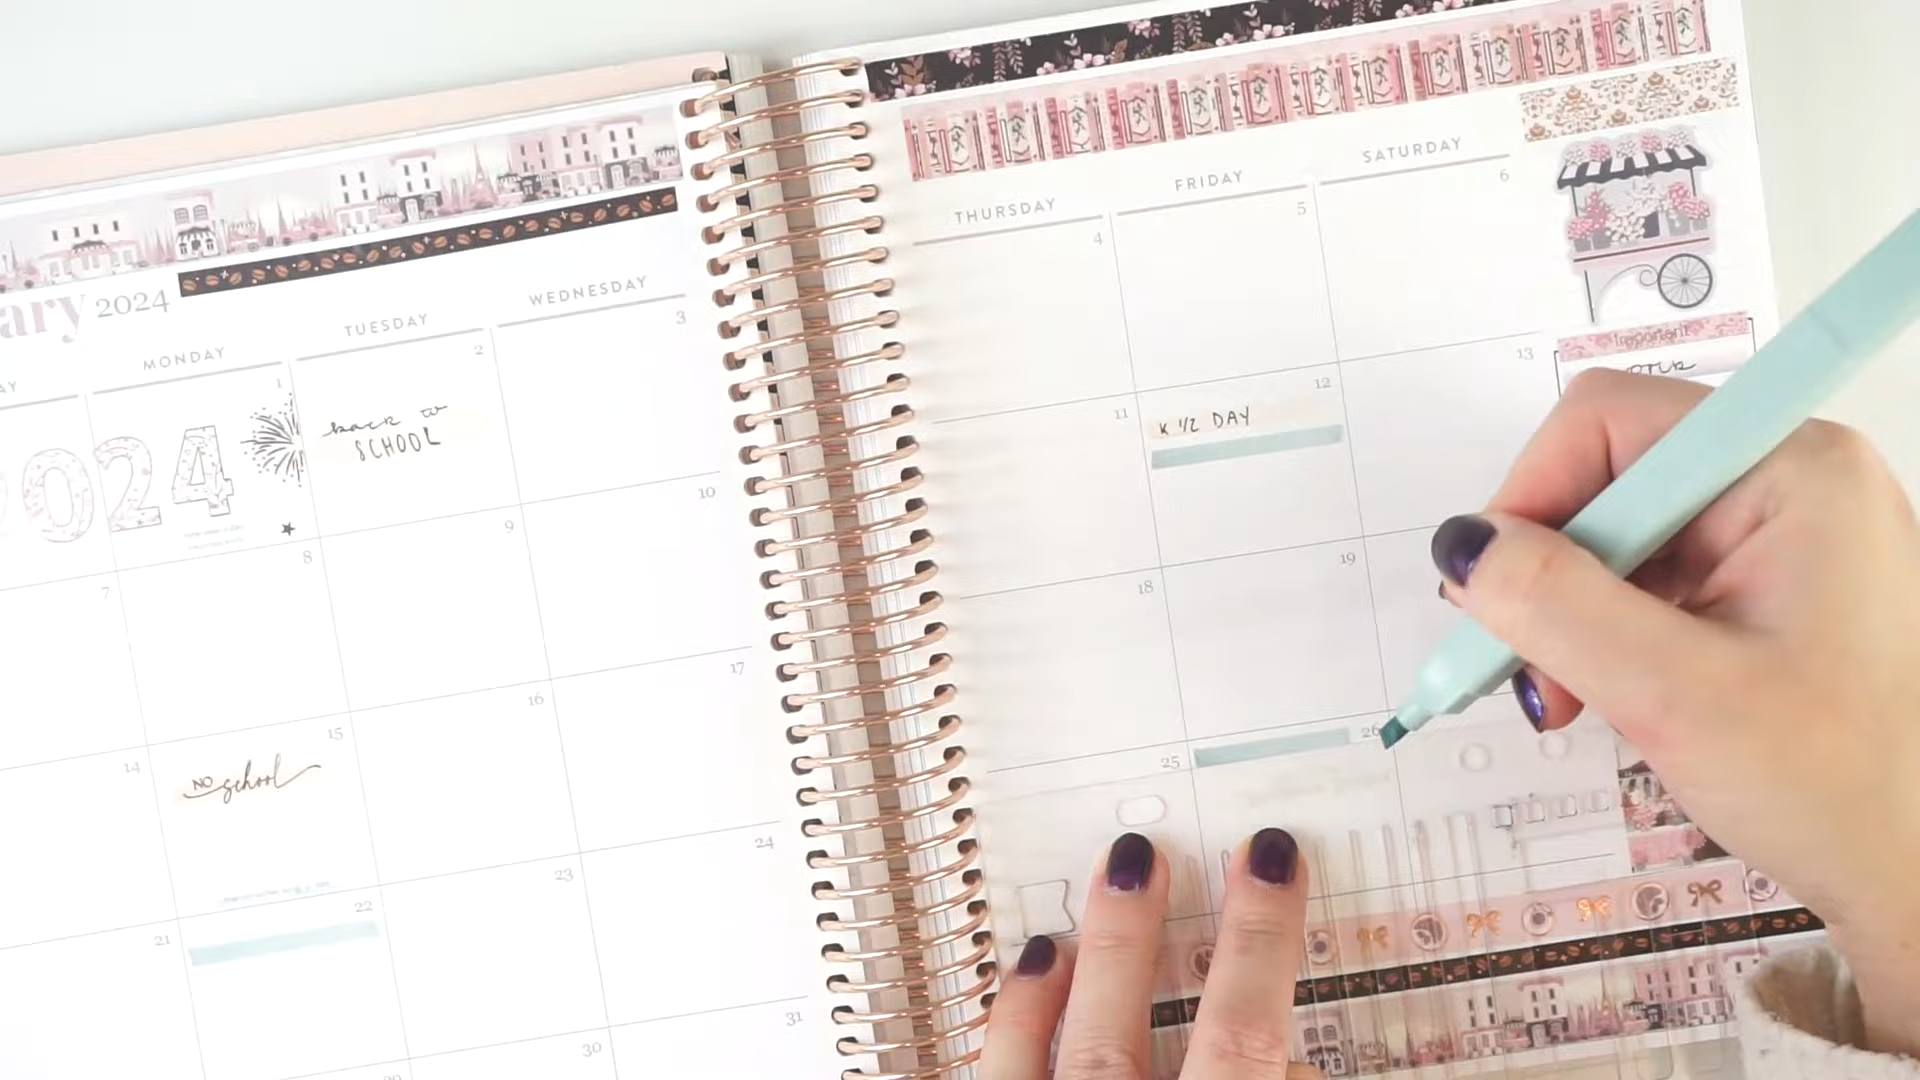 ary 2024
AY
MONDAY
TUESDAY
WEDNESDAY
2024
1
2
3
back to
SCHOOL
7
8
9
10
14
15
16
17
NO school
21
22
23
24
30
31
THURSDAY
FRIDAY
SATURDAY
4
5
6
Important
11
12
13
K 1/2 DAY
18
19
25
26